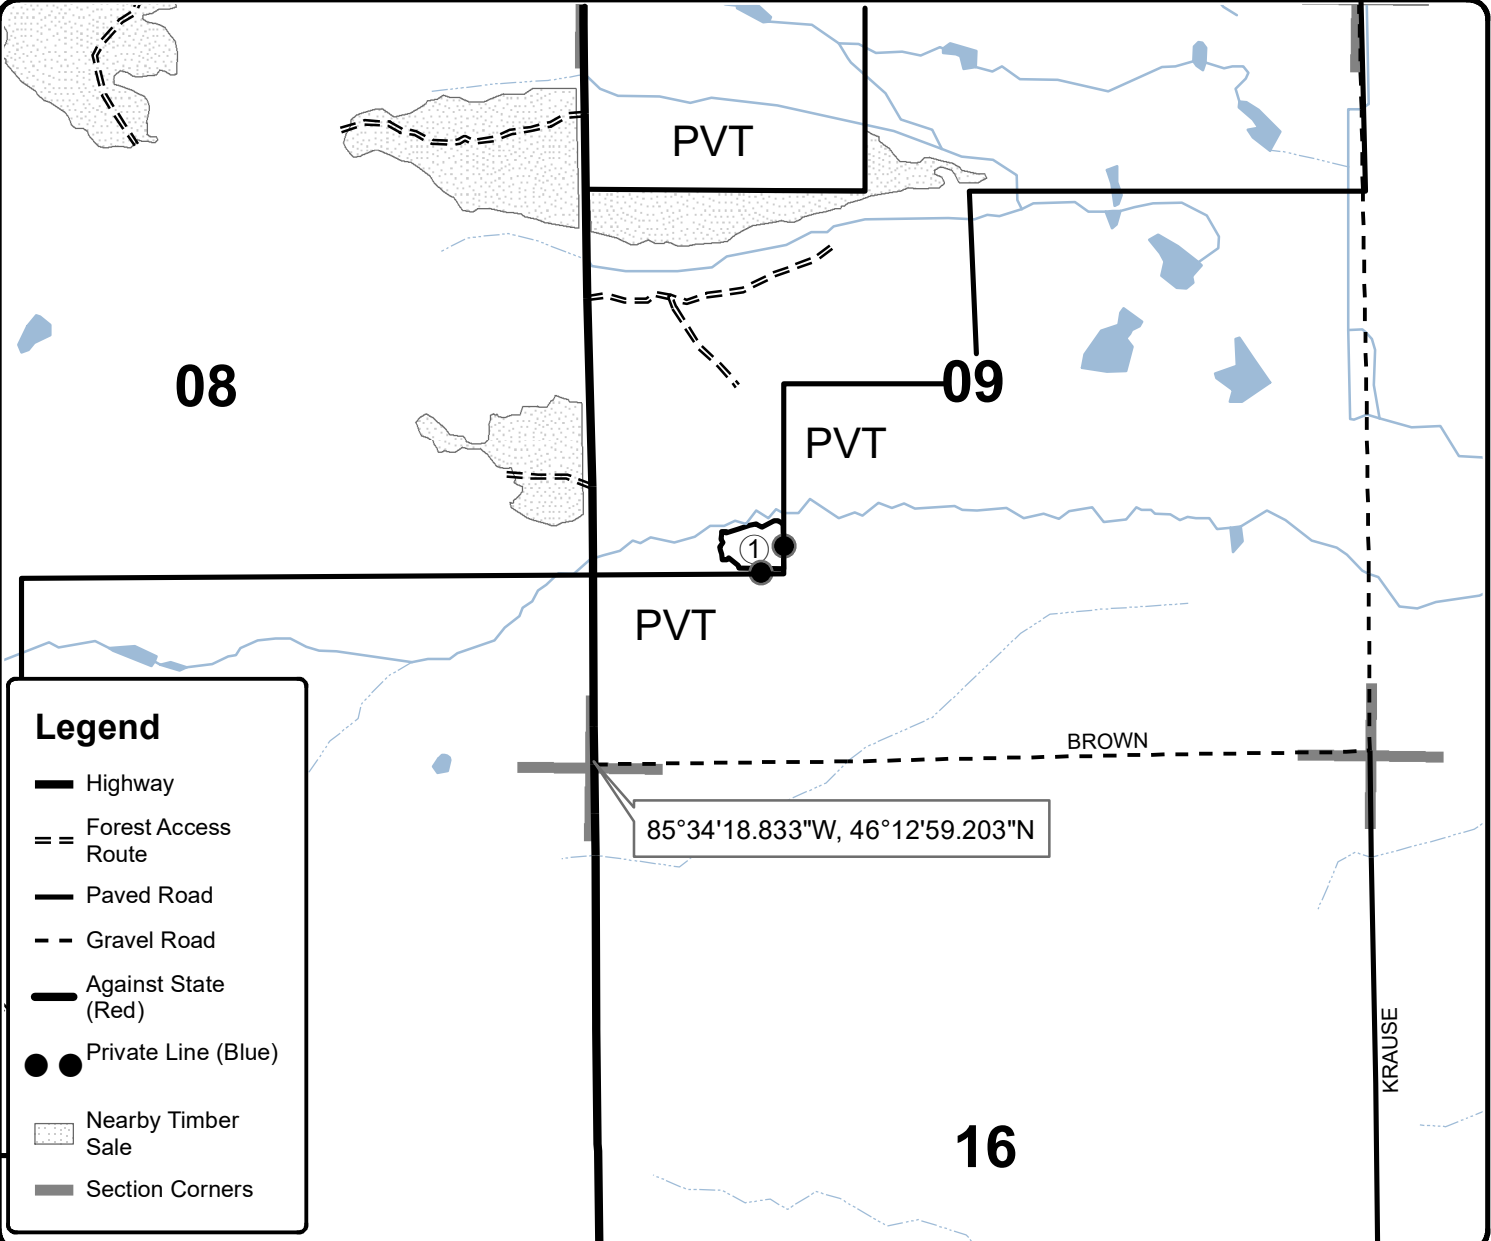 PVT
08
09
PVT
1
PVT
BROWN
85°34'18.833"W, 46°12'59.203"N
KRAUSE
16
Legend
Highway
Forest Access
Route
Paved Road
Gravel Road
Against State
(Red)
Private Line (Blue)
Nearby Timber
Sale
Section Corners